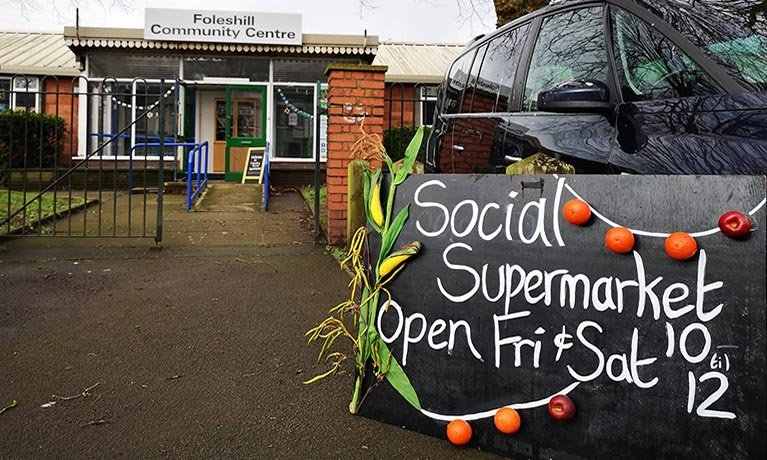 Foleshill
Community Centre
Social
Supermarket
Open Fri & Sat 10 til 12